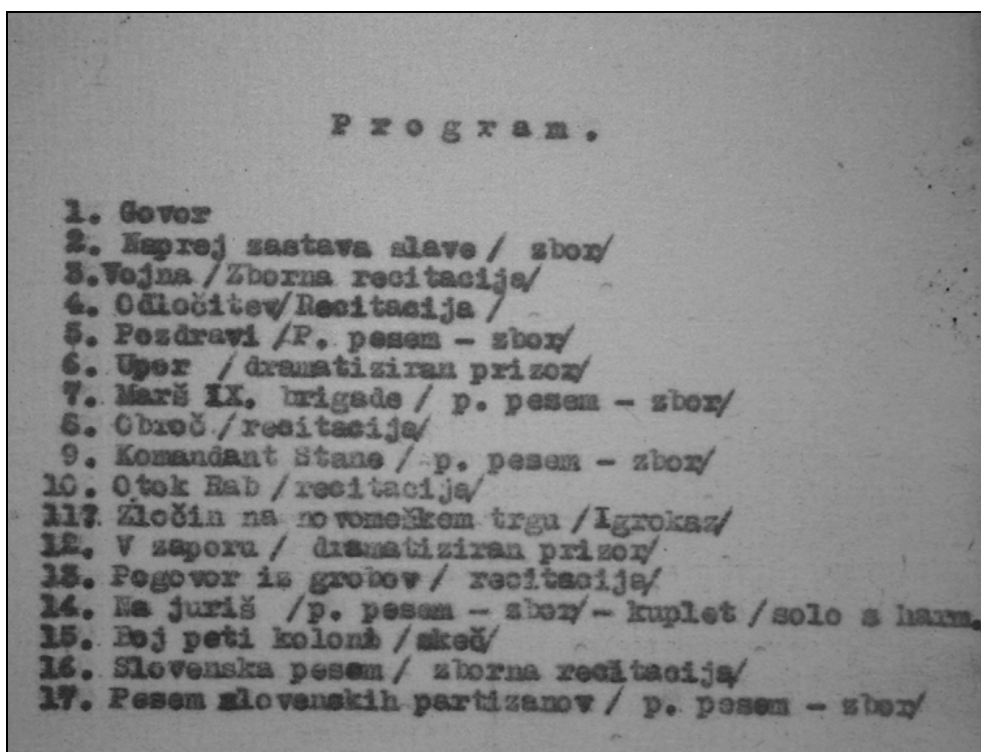 P r o g r a m .
1. Govor
2. Naprej zastava slave / zbor/
3.Vojna /Zborna recitacija/
4. Odločitev/Recitacija /
5. Pozdravi /P. pesem - zbor/
6. Upor /dramatiziran prizor/
7. Marš IX. brigade / p. pesem - zbor/
8. Obroč /recitacija/
9. Komandant Stane / p. pesem - zbor/
10. Otok Rab /recitacija/
11? Zločin na novomeškem trgu /Igrokaz/
12. V zaporu / dramatiziran prizor/
13. Pogovor iz grobov / recitacija/
14. Na juriš /p. pesem - zbor/- kuplet /solo s harm.
15. Boj peti koloni /skeč/
16. Slovenska pesem / zborna recitacija/
17. Pesem slovenskih partizanov / p. pesem - zbor/